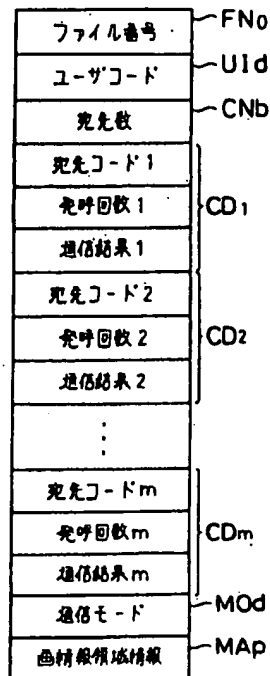 ファイル番号 FNo
ユーザコード UId
宛先数 CNb
宛先コード1
発呼回数1 CD1
通信結果1
宛先コード2
発呼回数2 CD2
通信結果2
宛先コードm
発呼回数m CDm
通信結果m
通信モード MOd
画情報領域情報 MAp